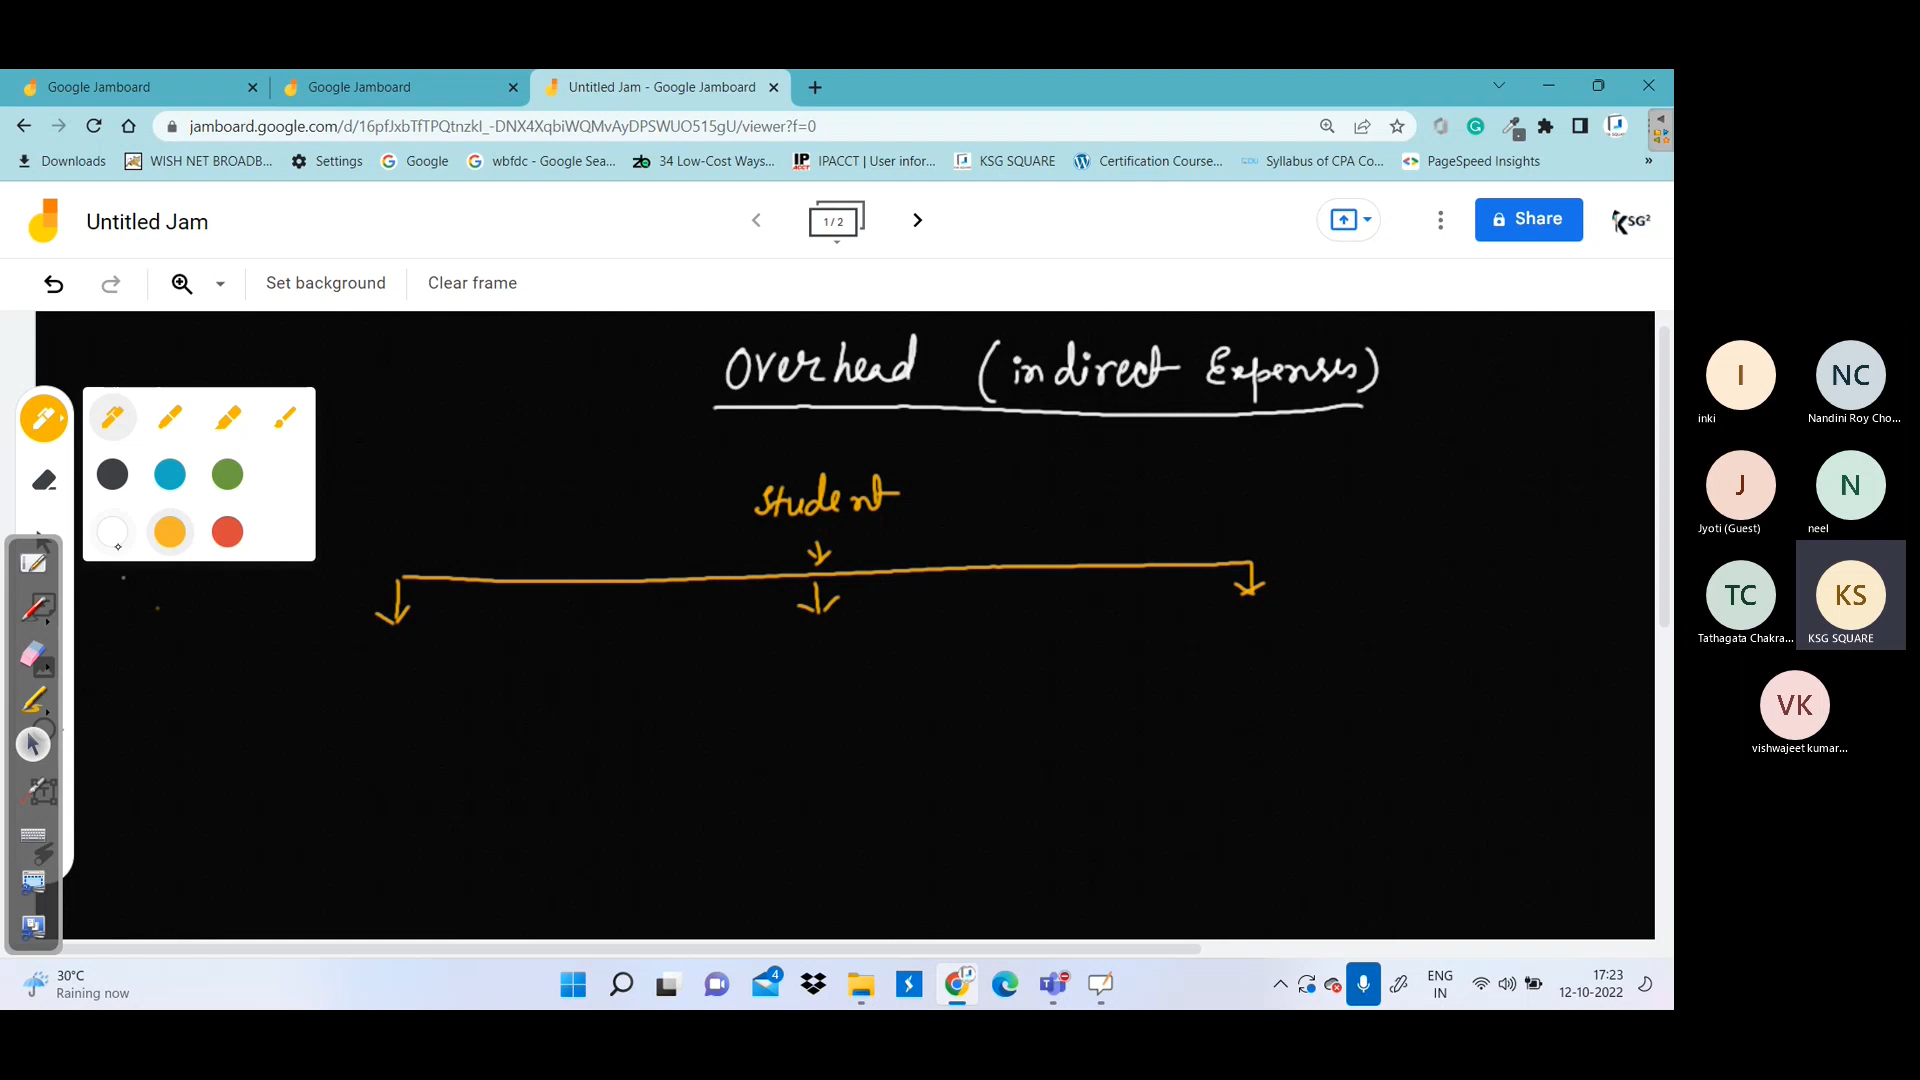 Google Jamboard
Google Jamboard
Untitled Jam - Google Jamboard
jamboard.google.com/d/16pfJxbTfTPQtnzkI_-DNX4XqbiWQMvAyDPSWUO515gU/viewer?f=0
Downloads
WISH NET BROADB...
Settings
Google
wbfdc - Google Sea...
34 Low-Cost Ways...
IPACCT | User infor...
KSG SQUARE
Certification Course...
Syllabus of CPA Co...
PageSpeed Insights
»
Untitled Jam
1 / 2
Share
KSG²
Set background
Clear frame
Overhead (indirect Expenses)
student
I
inki
NC
Nandini Roy Cho...
J
Jyoti (Guest)
N
neel
TC
Tathagata Chakra...
KS
KSG SQUARE
VK
vishwajeet kumar...
30°C
Raining now
4
ENG
IN
17:23
12-10-2022